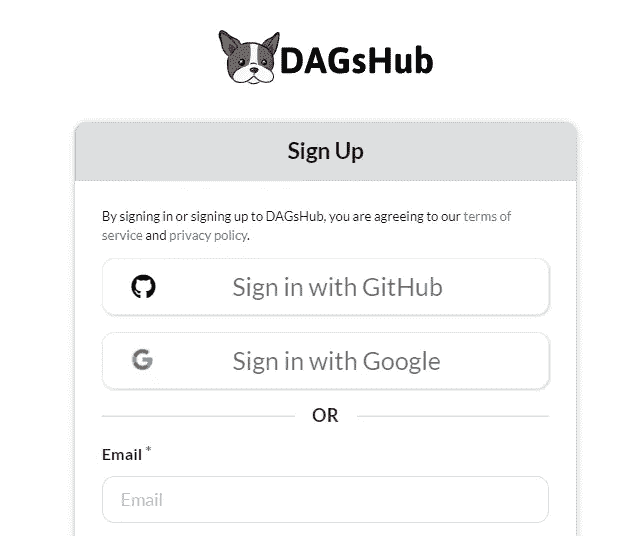 DAGsHub
Sign Up
By signing in or signing up to DAGsHub, you are agreeing to our terms of
service and privacy policy.
Sign in with GitHub
Sign in with Google
OR
Email *
Email